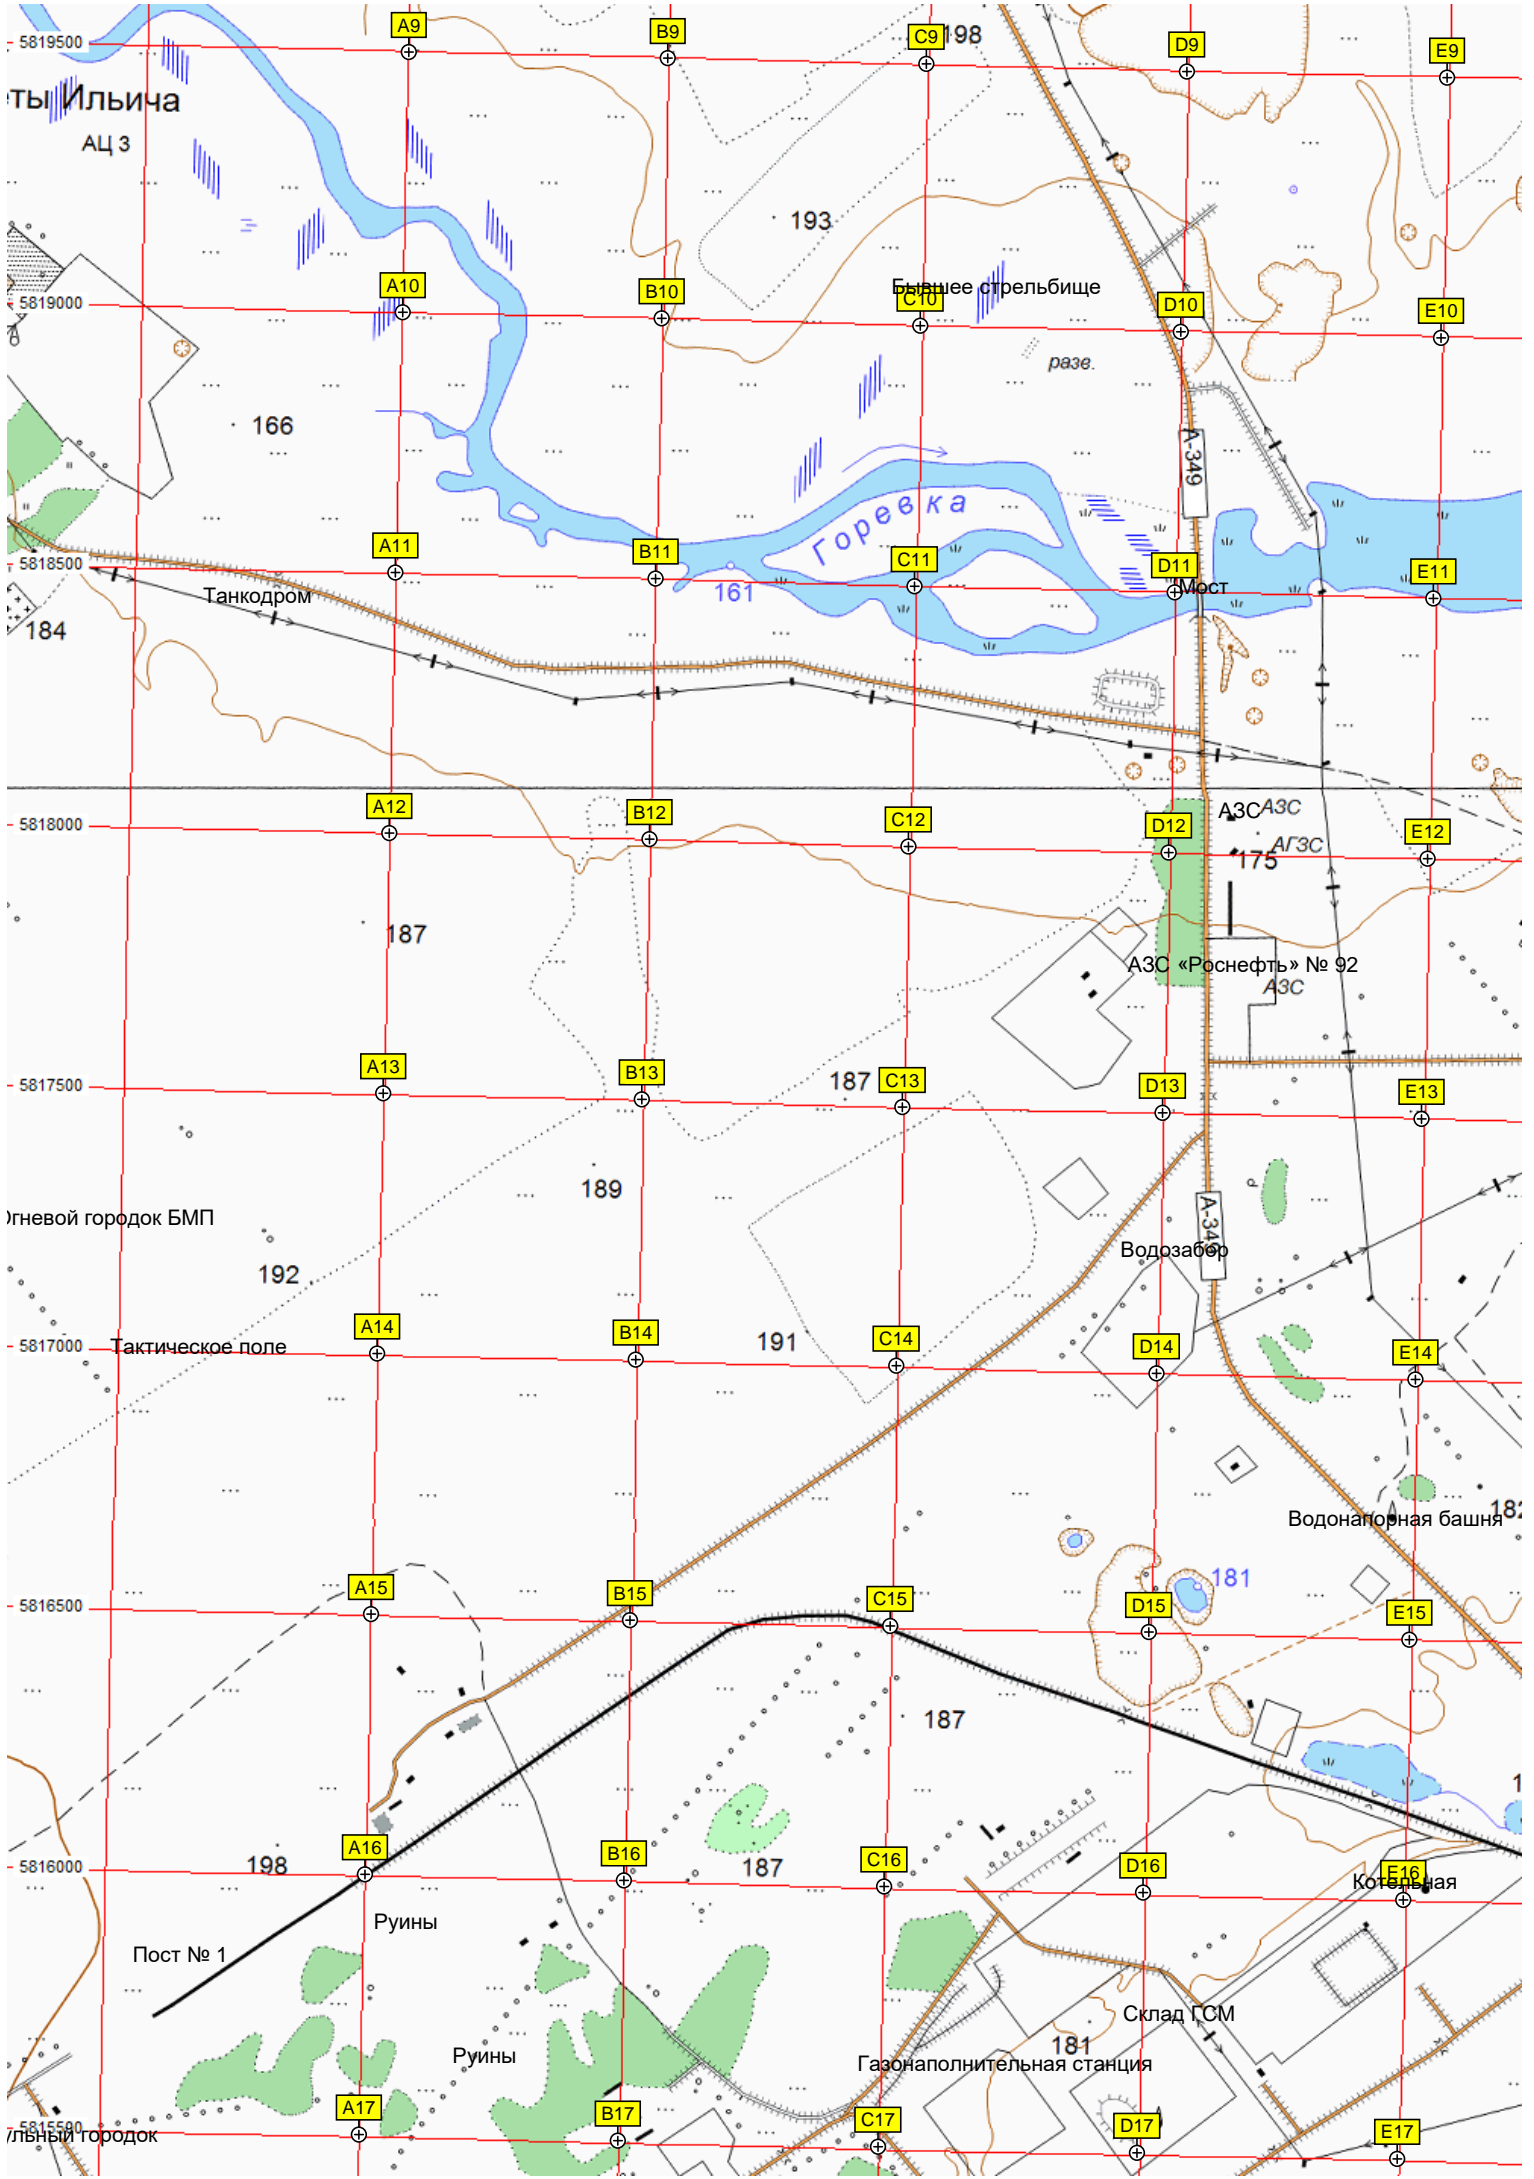 5819500
A9
B9
C9
198
D9
E9
ты Ильича
АЦ 3
193
5819000
A10
B10
Бывшее стрельбище
C10
D10
E10
разв.
166
А-349
Горевка
5818500
A11
B11
C11
D11
E11
161
Мост
Танкодром
184
5818000
A12
B12
C12
D12
АЗС
АЗС
АГЗС
175
E12
187
АЗС «Роснефть» № 92
АЗС
5817500
A13
B13
187
C13
D13
E13
189
Огневой городок БМП
А-349
Водозабор
192
5817000
Тактическое поле
A14
B14
191
C14
D14
E14
Водонапорная башня
182
5816500
A15
B15
C15
D15
181
E15
187
5816000
198
A16
B16
187
C16
D16
E16
Котельная
Руины
Пост № 1
Склад ГСМ
181
Руины
Газонаполнительная станция
A17
B17
C17
D17
E17
ульный городок